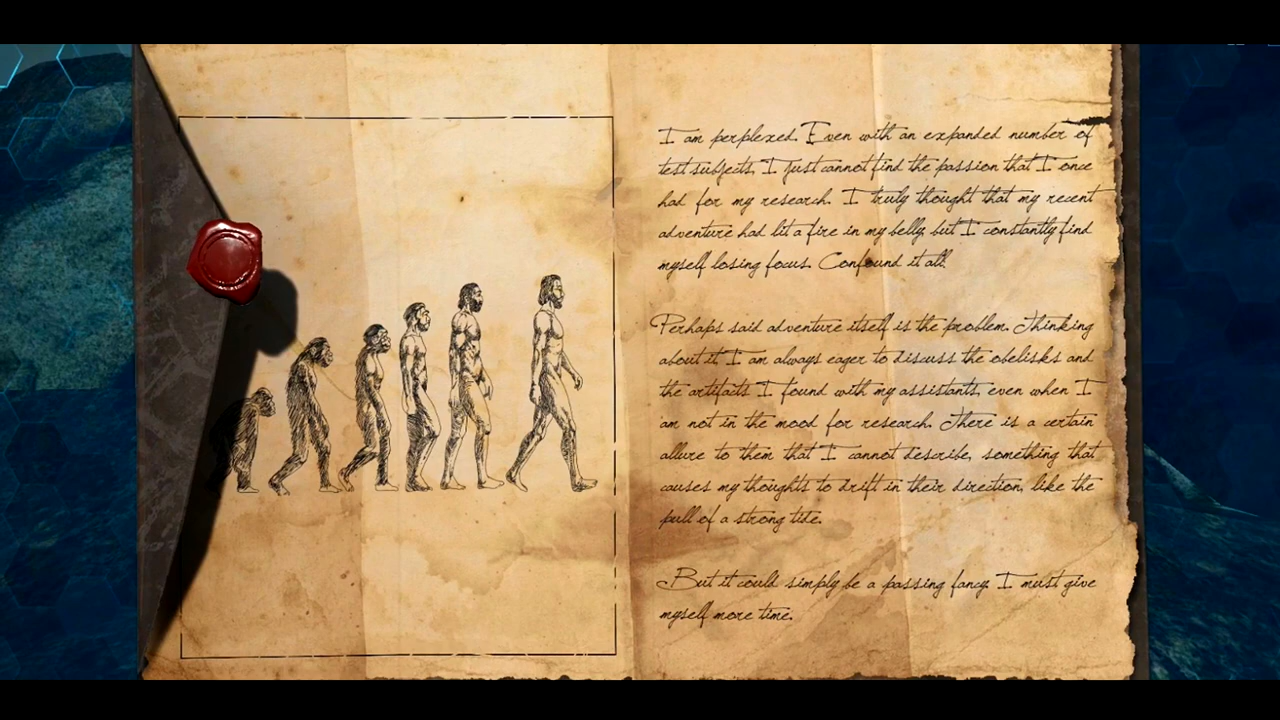 I am perplexed. Even with an expanded number of
test subjects, I just cannot find the passion that I once
had for my research. I truly thought that my recent
adventure had lit a fire in my belly, but I constantly find
myself losing focus. Confound it all.
Perhaps said adventure itself is the problem. Thinking
about it, I am always eager to discuss the obelisks and
the artifacts I found with my assistants, even when I
am not in the mood for research. There is a certain
allure to them that I cannot describe, something that
causes my thoughts to drift in their direction, like the
pull of a strong tide.
But it could simply be a passing fancy. I must give
myself more time.